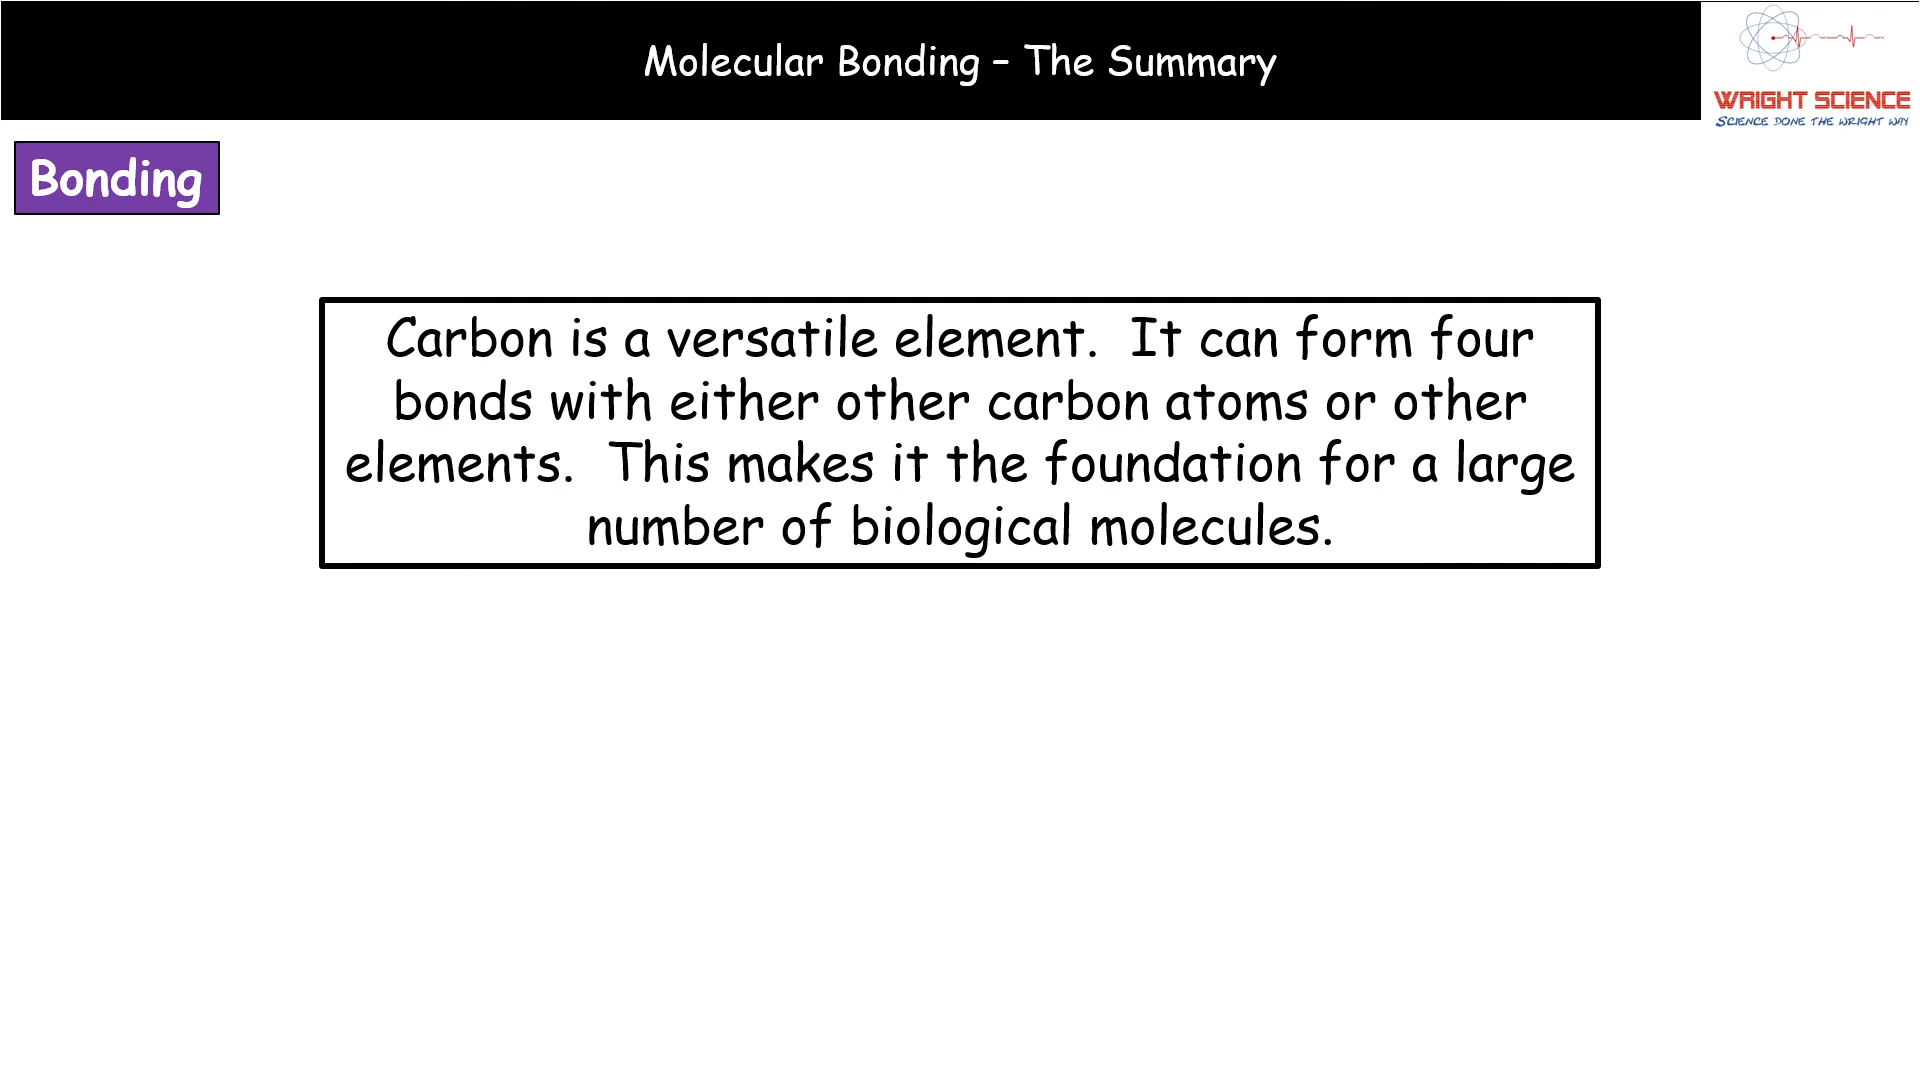 Molecular Bonding – The Summary
WRIGHT SCIENCE
SCIENCE DONE THE WRIGHT WAY
Bonding
Carbon is a versatile element.  It can form four
bonds with either other carbon atoms or other
elements.  This makes it the foundation for a large
number of biological molecules.